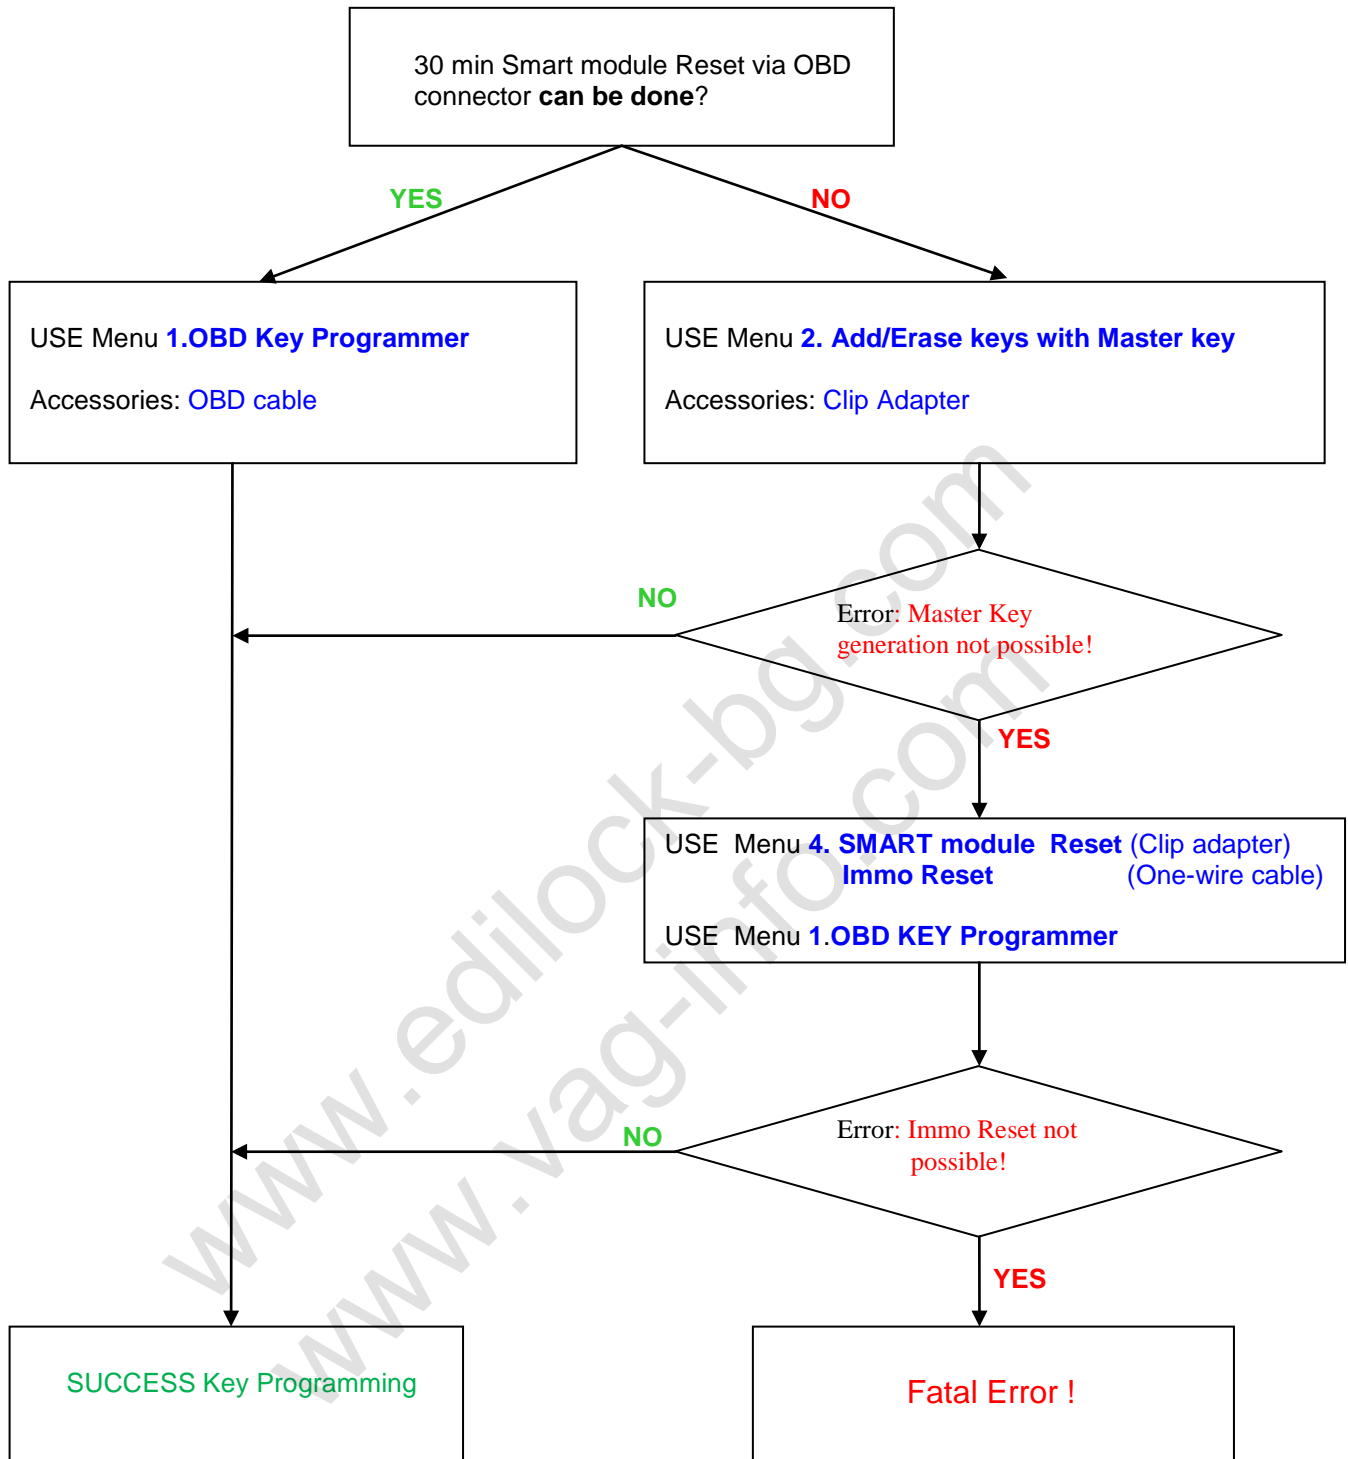 30 min Smart module Reset via OBD
connector can be done?
YES
NO
USE Menu 1.OBD Key Programmer
Accessories: OBD cable
USE Menu 2. Add/Erase keys with Master key
Accessories: Clip Adapter
NO
Error: Master Key
generation not possible!
YES
USE Menu 4. SMART module Reset (Clip adapter)
Immo Reset (One-wire cable)
USE Menu 1.OBD KEY Programmer
NO
Error: Immo Reset not
possible!
YES
SUCCESS Key Programming
Fatal Error !
www.edilock-bg.com
www.vag-info.com